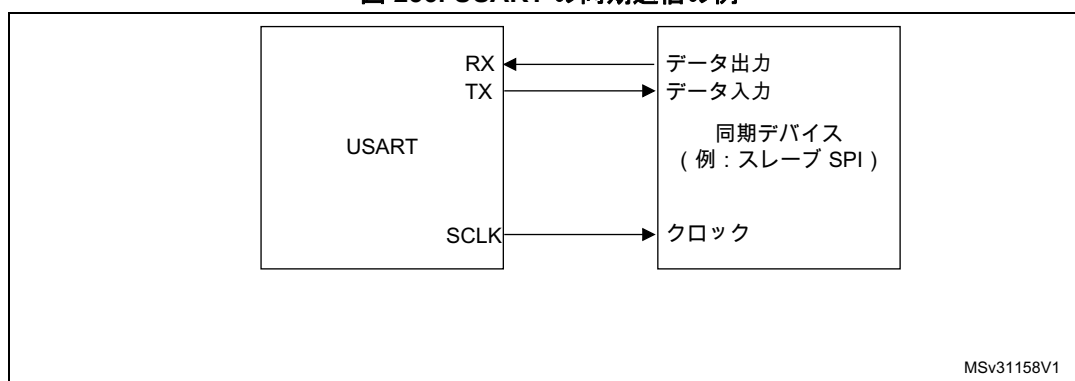 RX
データ出力
TX
データ入力
USART
同期デバイス
(例：スレーブ SPI)
SCLK
クロック
MSv31158V1